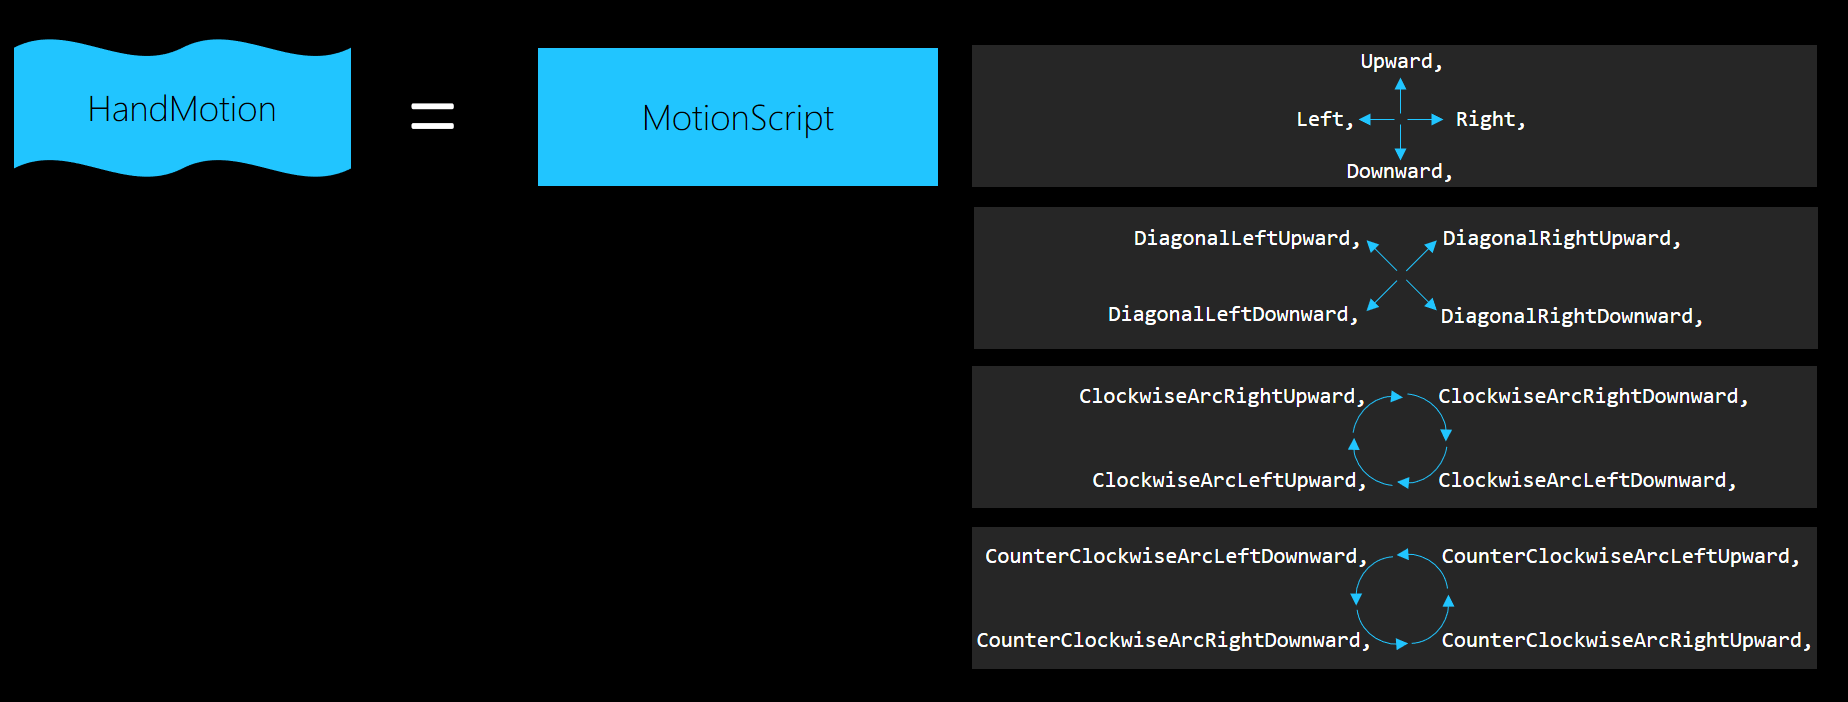 HandMotion
=
MotionScript
Upward,
Left, Right,
Downward,
DiagonalLeftUpward, DiagonalRightUpward,
DiagonalLeftDownward, DiagonalRightDownward,
ClockwiseArcRightUpward, ClockwiseArcRightDownward,
ClockwiseArcLeftUpward, ClockwiseArcLeftDownward,
CounterClockwiseArcLeftDownward, CounterClockwiseArcLeftUpward,
CounterClockwiseArcRightDownward, CounterClockwiseArcRightUpward,